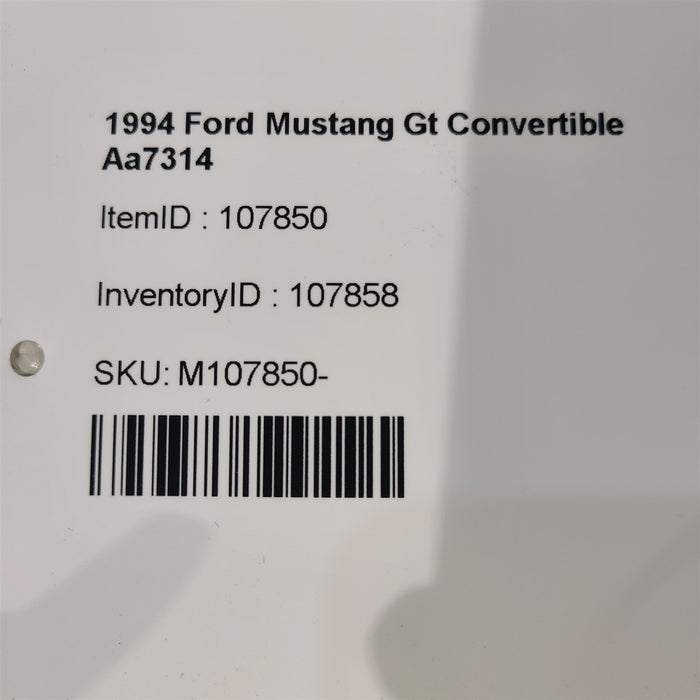 1994 Ford Mustang Gt Convertible
Aa7314
ItemID : 107850
InventoryID : 107858
SKU: M107850-